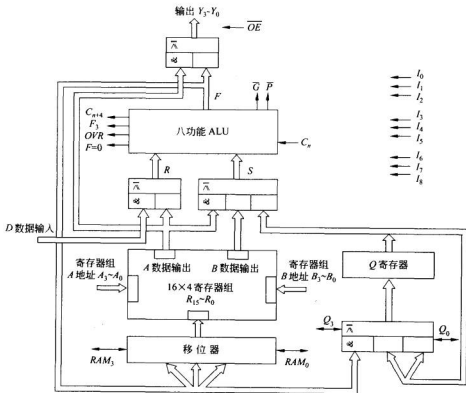 输出 Y₃~Y₀
O̅E̅
F
G̅ P̅
I₀
I₁
I₂
I₃
I₄
I₅
I₆
I₇
I₈
Cₙ₊₄
F₃
OVR
F=0
八功能 ALU
Cₙ
R
S
D 数据输入
A 数据输出
B 数据输出
寄存器组
A 地址 A₃~A₀
16×4 寄存器组
R₁₅~R₀
寄存器组
B 地址 B₃~B₀
Q 寄存器
Q₃
Q₀
RAM₃
移位器
RAM₀